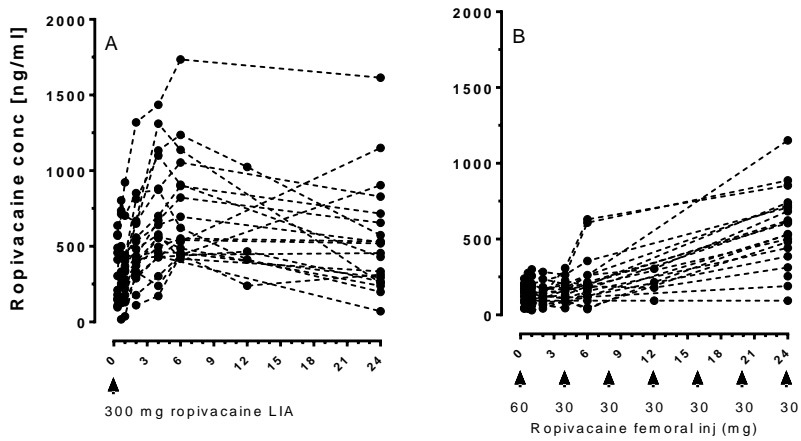 Ropivacaine conc [ng/ml]
A
2000
1500
1000
500
0
0 3 6 9 12 15 18 21 24
300 mg ropivacaine LIA
B
2000
1500
1000
500
0
0 3 6 9 12 15 18 21 24
60 30 30 30 30 30 30
Ropivacaine femoral inj (mg)